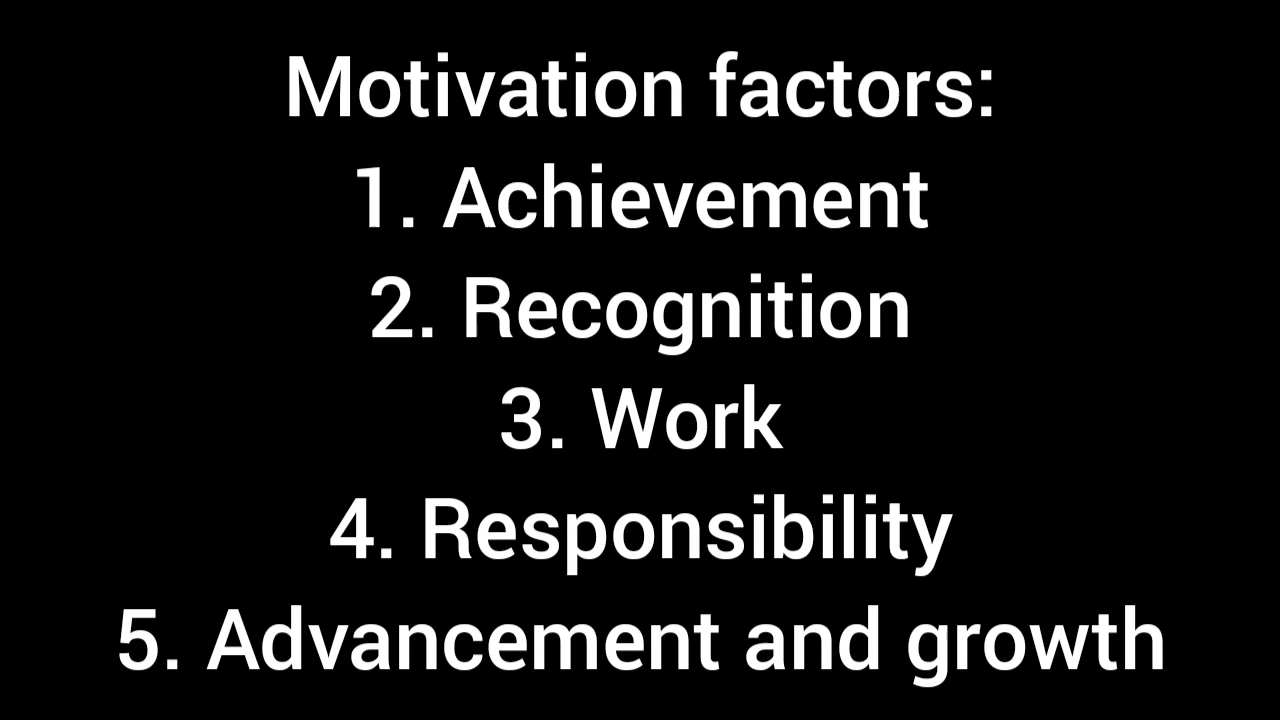 Motivation factors:
1. Achievement
2. Recognition
3. Work
4. Responsibility
5. Advancement and growth